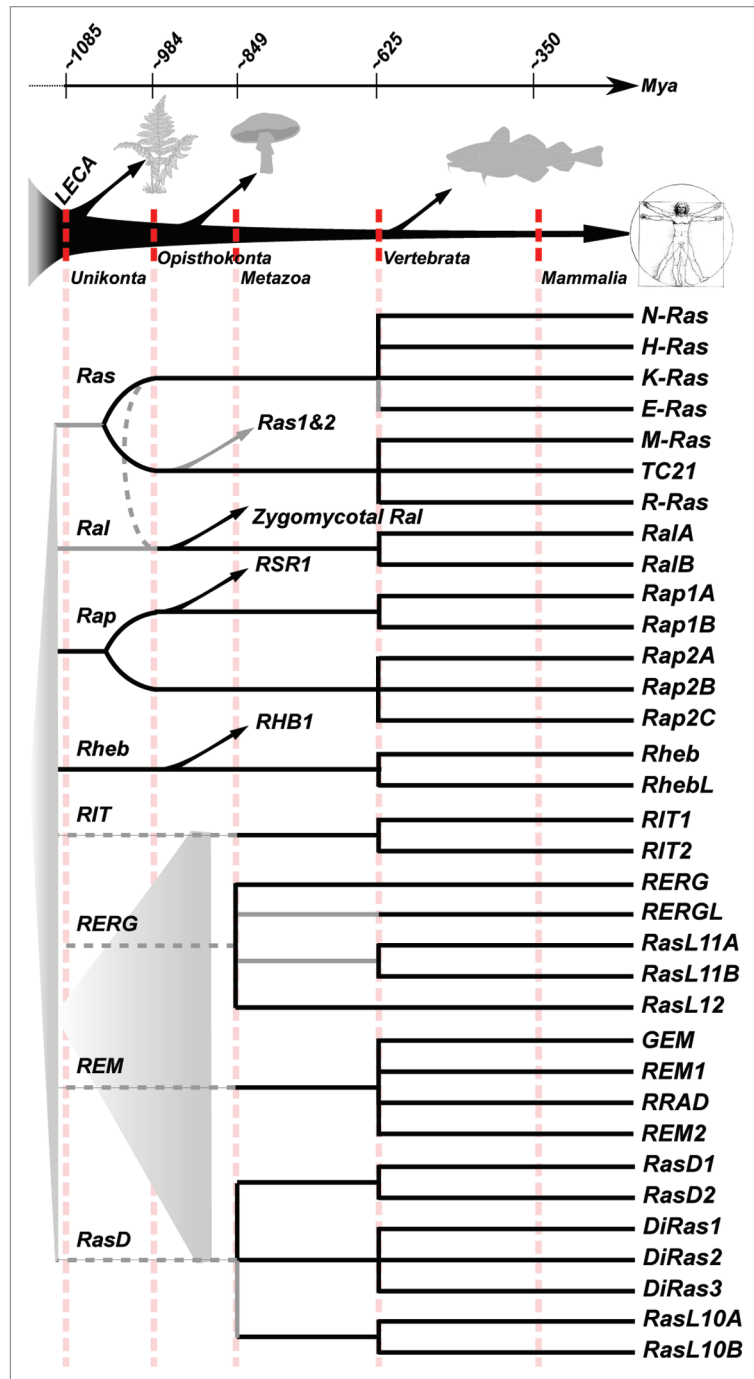 ~1085
~984
~849
~625
~350
Mya
LECA
Unikonta
Opisthokonta
Metazoa
Vertebrata
Mammalia
N-Ras
H-Ras
Ras
K-Ras
E-Ras
Ras1&2
M-Ras
TC21
R-Ras
Zygomycotal Ral
Ral
RalA
RalB
RSR1
Rap1A
Rap
Rap1B
Rap2A
Rap2B
Rap2C
RHB1
Rheb
Rheb
RhebL
RIT
RIT1
RIT2
RERG
RERGL
RERG
RasL11A
RasL11B
RasL12
GEM
REM
REM1
RRAD
REM2
RasD1
RasD2
DiRas1
RasD
DiRas2
DiRas3
RasL10A
RasL10B